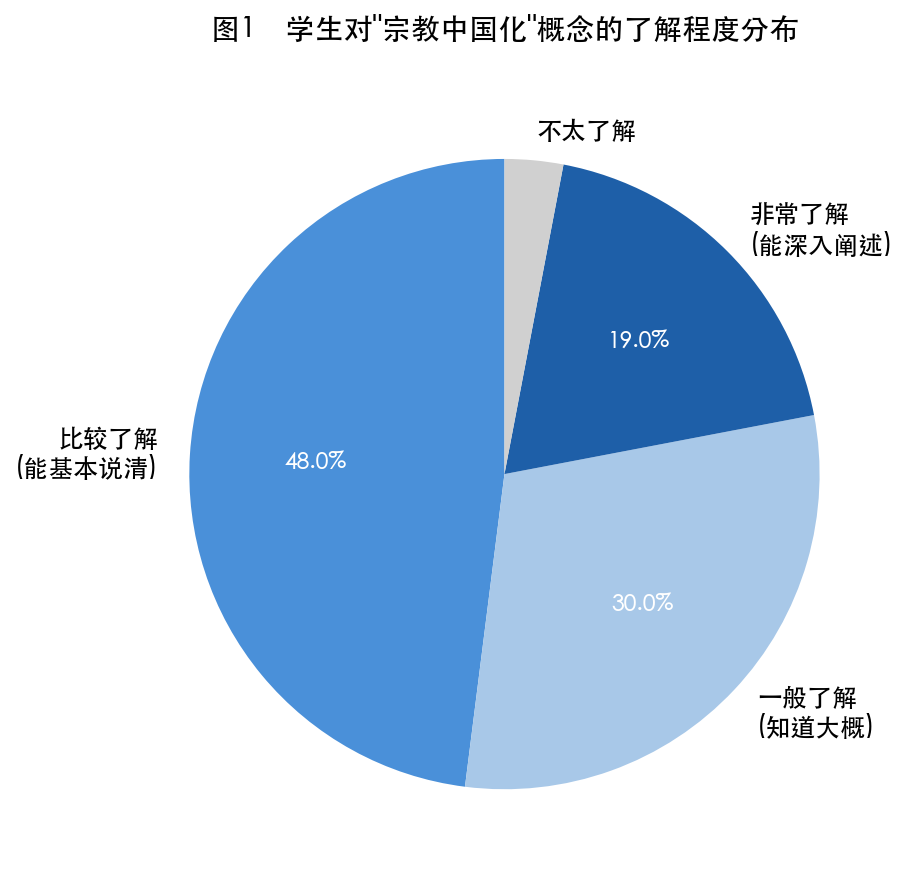 图1　学生对"宗教中国化"概念的了解程度分布
不太了解
非常了解
(能深入阐述)
19.0%
比较了解
(能基本说清)
48.0%
30.0%
一般了解
(知道大概)